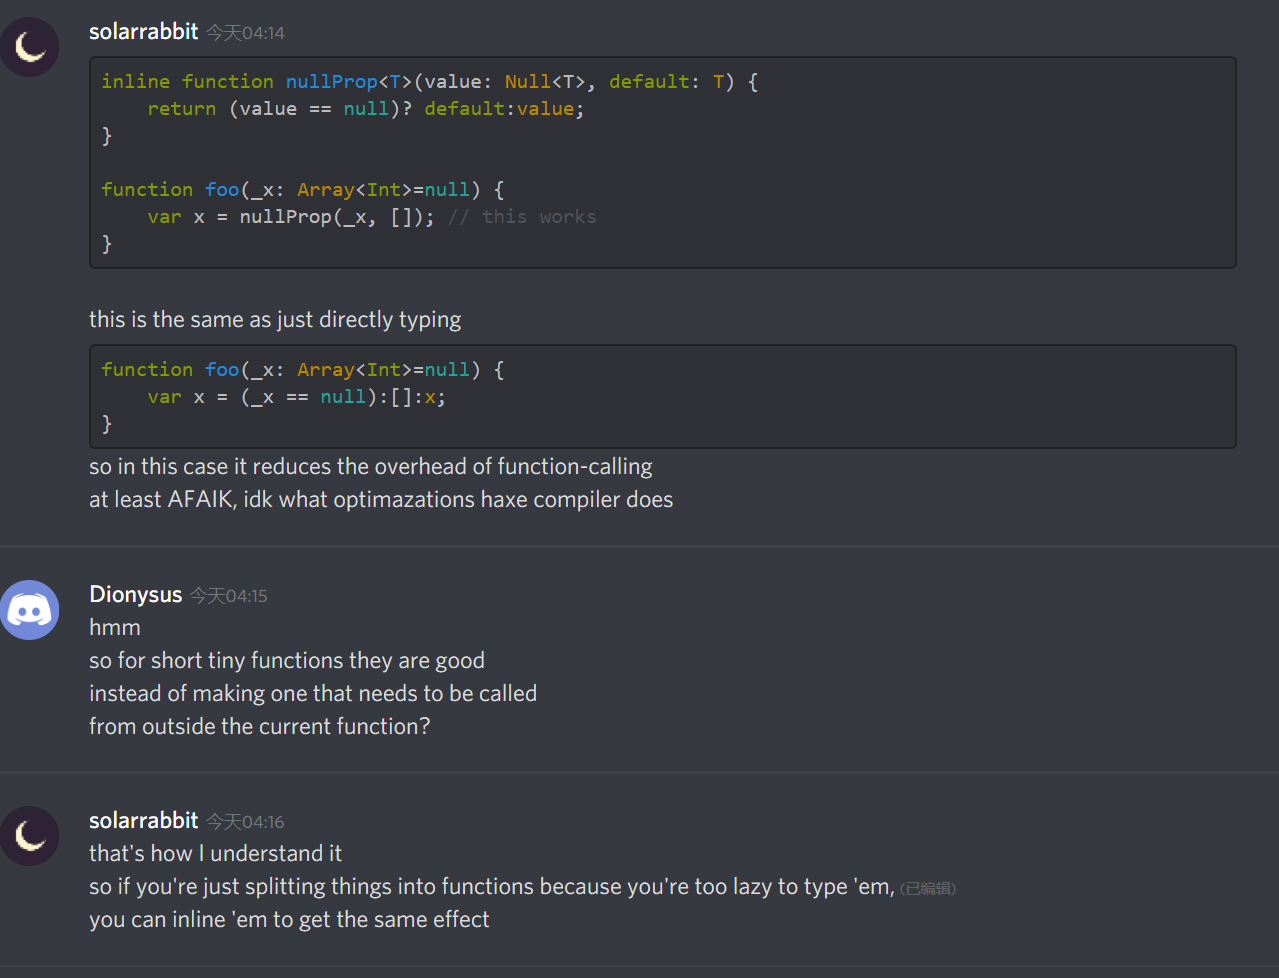 solarrabbit 今天04:14
inline function nullProp<T>(value: Null<T>, default: T) {
    return (value == null)? default:value;
}
function foo(_x: Array<Int>=null) {
    var x = nullProp(_x, []); // this works
}
this is the same as just directly typing
function foo(_x: Array<Int>=null) {
    var x = (_x == null):[]:x;
}
so in this case it reduces the overhead of function-calling
at least AFAIK, idk what optimazations haxe compiler does
Dionysus 今天04:15
hmm
so for short tiny functions they are good
instead of making one that needs to be called
from outside the current function?
solarrabbit 今天04:16
that's how I understand it
so if you're just splitting things into functions because you're too lazy to type 'em, (已编辑)
you can inline 'em to get the same effect